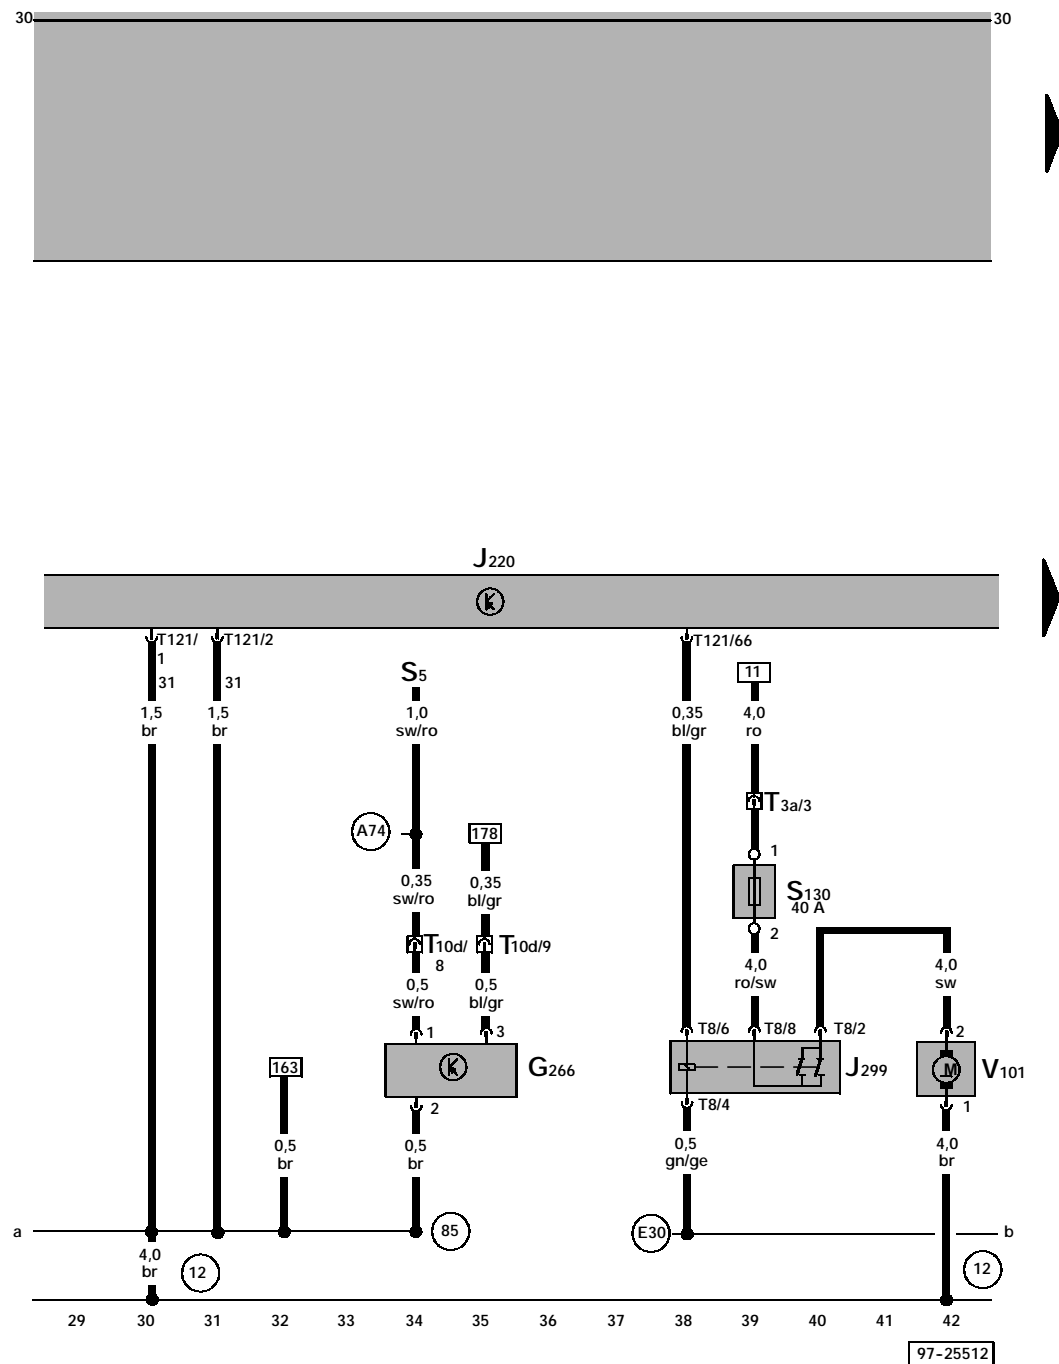 30 30
J220
T121/
1
T121/2
T121/66
31 31
S5
11
1,5
br
1,5
br
1,0
sw/ro
0,35
bl/gr
4,0
ro
T3a/3
A74
178
1
0,35
sw/ro
0,35
bl/gr
S130
40 A
2
T10d/
8
T10d/9
0,5
sw/ro
0,5
bl/gr
4,0
ro/sw
4,0
sw
1 3
T8/6 T8/8 T8/2 2
163
G266
J299
M
V101
2
T8/4
1
0,5
br
0,5
br
0,5
gn/ge
4,0
br
a
85
E30
b
4,0
br
12
12
29 30 31 32 33 34 35 36 37 38 39 40 41 42
97-25512